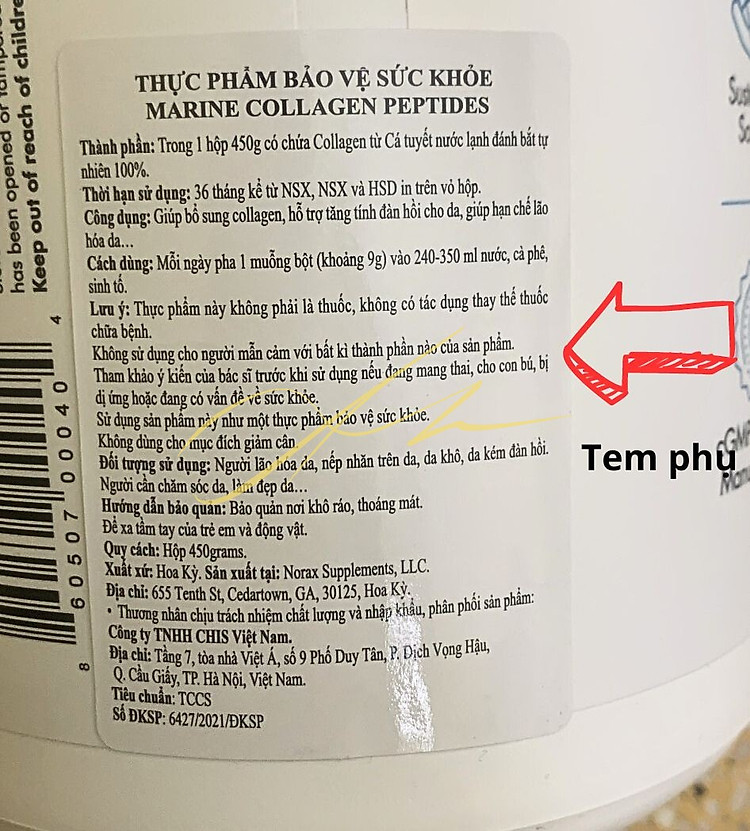 THỰC PHẨM BẢO VỆ SỨC KHỎE
MARINE COLLAGEN PEPTIDES
Thành phần: Trong 1 hộp 450g có chứa Collagen từ Cá tuyết nước lạnh đánh bắt tự
nhiên 100%.
Thời hạn sử dụng: 36 tháng kể từ NSX, NSX và HSD in trên vỏ hộp.
Công dụng: Giúp bổ sung collagen, hỗ trợ tăng tính đàn hồi cho da, giúp hạn chế lão
hóa da...
Cách dùng: Mỗi ngày pha 1 muỗng bột (khoảng 9g) vào 240-350 ml nước, cà phê,
sinh tố.
Lưu ý: Thực phẩm này không phải là thuốc, không có tác dụng thay thế thuốc
chữa bệnh.
Không sử dụng cho người mẫn cảm với bất kì thành phần nào của sản phẩm.
Tham khảo ý kiến của bác sĩ trước khi sử dụng nếu đang mang thai, cho con bú, bị
dị ứng hoặc đang có vấn đề về sức khỏe.
Sử dụng sản phẩm này như một thực phẩm bảo vệ sức khỏe.
Không dùng cho mục đích giảm cân
Đối tượng sử dụng: Người lão hóa da, nếp nhăn trên da, da khô, da kém đàn hồi.
Người cần chăm sóc da, làm đẹp da...
Hướng dẫn bảo quản: Bảo quản nơi khô ráo, thoáng mát.
Để xa tầm tay của trẻ em và động vật.
Quy cách: Hộp 450grams.
Xuất xứ: Hoa Kỳ. Sản xuất tại: Norax Supplements, LLC.
Địa chỉ: 655 Tenth St, Cedartown, GA, 30125, Hoa Kỳ.
• Thương nhân chịu trách nhiệm chất lượng và nhập khẩu, phân phối sản phẩm:
Công ty TNHH CHIS Việt Nam.
Địa chỉ: Tầng 7, tòa nhà Việt Á, số 9 Phố Duy Tân, P. Dịch Vọng Hậu,
Q. Cầu Giấy, TP. Hà Nội, Việt Nam.
Tiêu chuẩn: TCCS
Số ĐKSP: 6427/2021/ĐKSP
Tem phụ
has been opened or
Keep out of reach of children
8 60507 00040 4